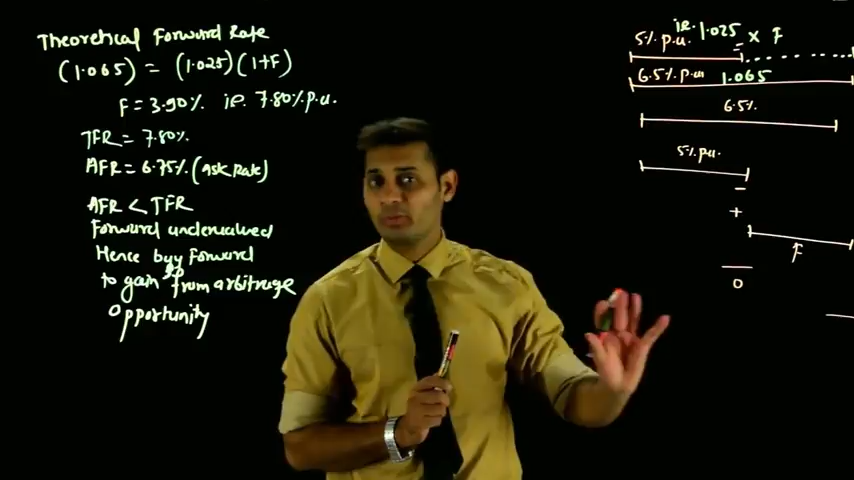 Theoretical Forward Rate
(1.065) = (1.025)(1+F)
F = 3.90% ie. 7.80% p.a.
TFR = 7.80%
AFR = 6.75% (ask Rate)
AFR < TFR
Forward undervalued
Hence buy Forward
to gain from arbitrage
opportunity
ie. 1.025 × F
5% p.a.
6.5% p.a 1.065
6.5%
5% p.a.
-
+
F
0